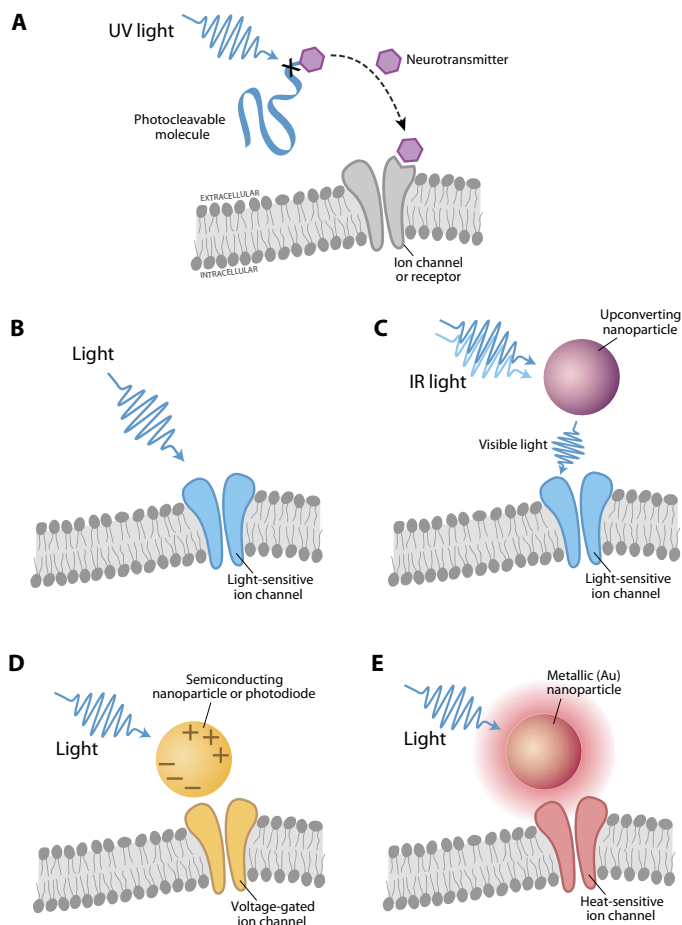 A
UV light
Neurotransmitter
Photocleavable
molecule
EXTRACELLULAR
INTRACELLULAR
Ion channel
or receptor
B
Light
Light-sensitive
ion channel
C
Upconverting
nanoparticle
IR light
Visible light
Light-sensitive
ion channel
D
Semiconducting
nanoparticle or photodiode
Light
Voltage-gated
ion channel
E
Metallic (Au)
nanoparticle
Light
Heat-sensitive
ion channel